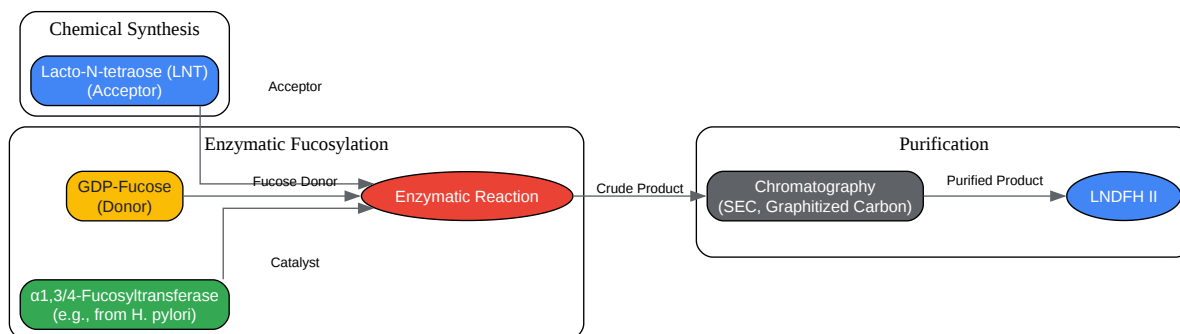 Chemical Synthesis
Lacto-N-tetraose (LNT)
(Acceptor)
Acceptor
Enzymatic Fucosylation
GDP-Fucose
(Donor)
Fucose Donor
Enzymatic Reaction
α1,3/4-Fucosyltransferase
(e.g., from H. pylori)
Catalyst
Crude Product
Purification
Chromatography
(SEC, Graphitized Carbon)
Purified Product
LNDFH II